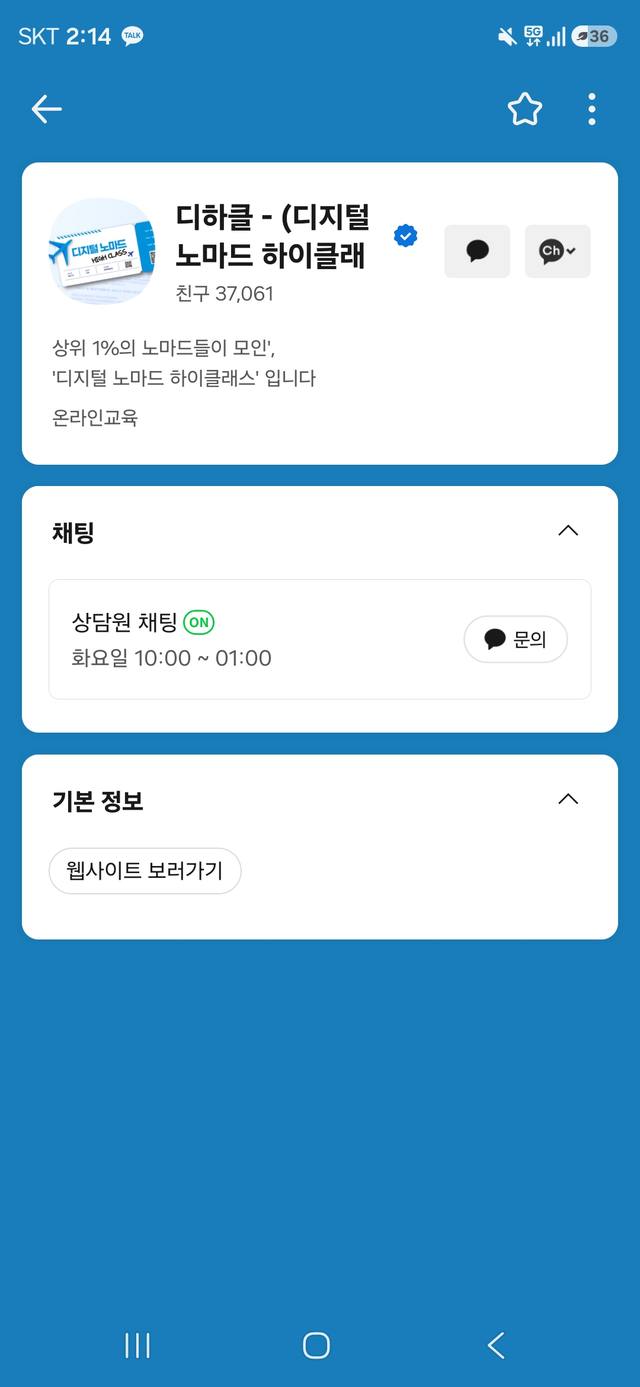 SKT 2:14 TALK
5G 36
디지털 노마드
HIGH CLASS
디하클 - (디지털
노마드 하이클래
Ch
친구 37,061
상위 1%의 노마드들이 모인',
'디지털 노마드 하이클래스' 입니다
온라인교육
채팅
상담원 채팅 ON
문의
화요일 10:00 ~ 01:00
기본 정보
웹사이트 보러가기